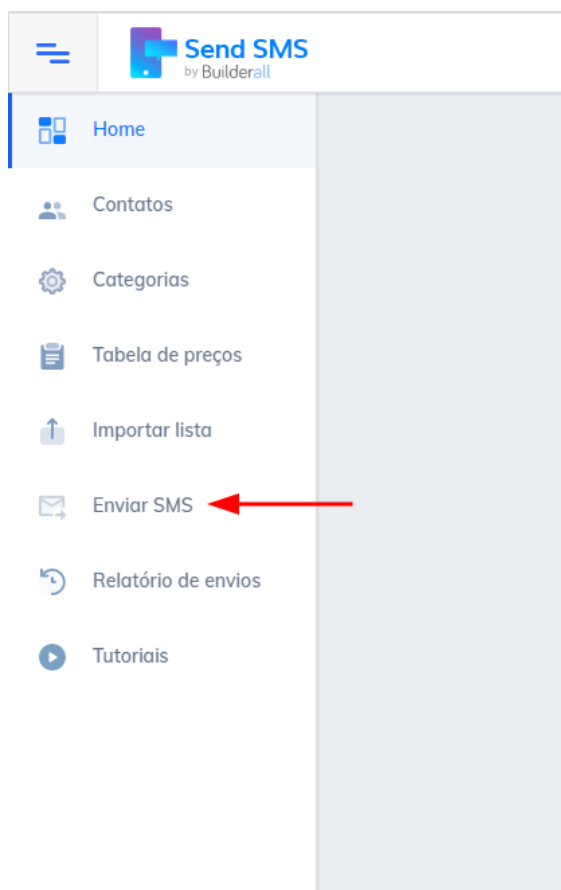 Send SMS
by Builderall
Home
Contatos
Categorias
Tabela de preços
Importar lista
Enviar SMS
Relatório de envios
Tutoriais